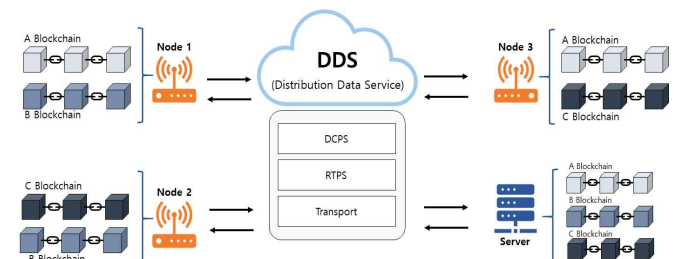 A Blockchain
Node 1
B Blockchain
DDS
(Distribution Data Service)
Node 3
A Blockchain
C Blockchain
DCPS
RTPS
Transport
C Blockchain
Node 2
B Blockchain
Server
A Blockchain
B Blockchain
C Blockchain